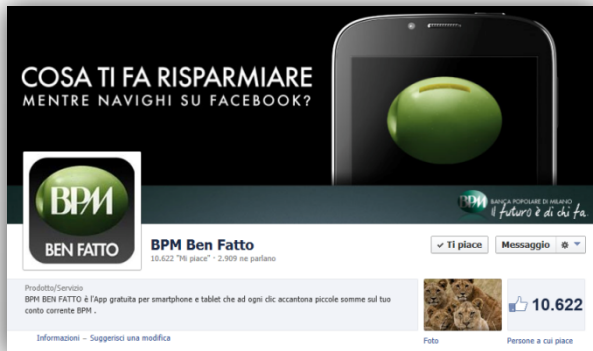 COSA TI FA RISPARMIARE
MENTRE NAVIGHI SU FACEBOOK?
BPM
BEN FATTO
BPM
BANCA POPOLARE DI MILANO
il futuro è di chi fa.
BPM Ben Fatto
10.622 "Mi piace" · 2.909 ne parlano
✓ Ti piace
Messaggio
Prodotto/Servizio
BPM BEN FATTO è l'App gratuita per smartphone e tablet che ad ogni clic accantona piccole somme sul tuo
conto corrente BPM .
10.622
Informazioni – Suggerisci una modifica
Foto
Persone a cui piace